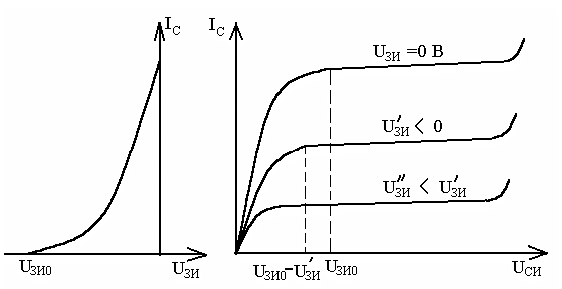 I_C
U_ЗИ0
U_ЗИ
I_C
U_ЗИ =0 В
U′_ЗИ < 0
U″_ЗИ < U′_ЗИ
U_ЗИ0–U′_ЗИ
U_ЗИ0
U_СИ